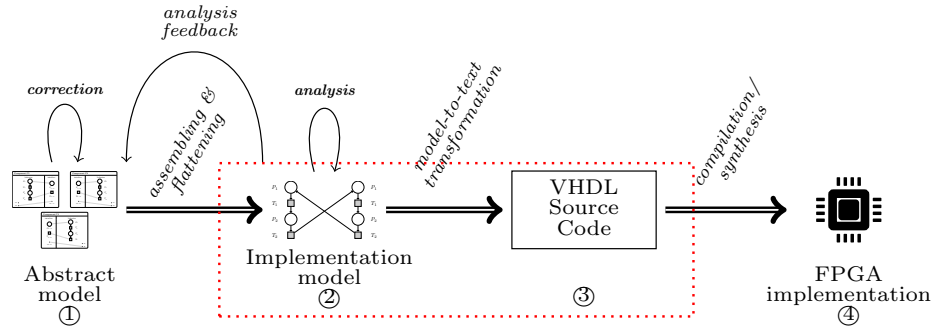 analysis
feedback
correction
analysis
assembling &
flattening
model-to-text
transformation
compilation/
synthesis
VHDL
Source
Code
Abstract
model
①
Implementation
model
②
③
FPGA
implementation
④